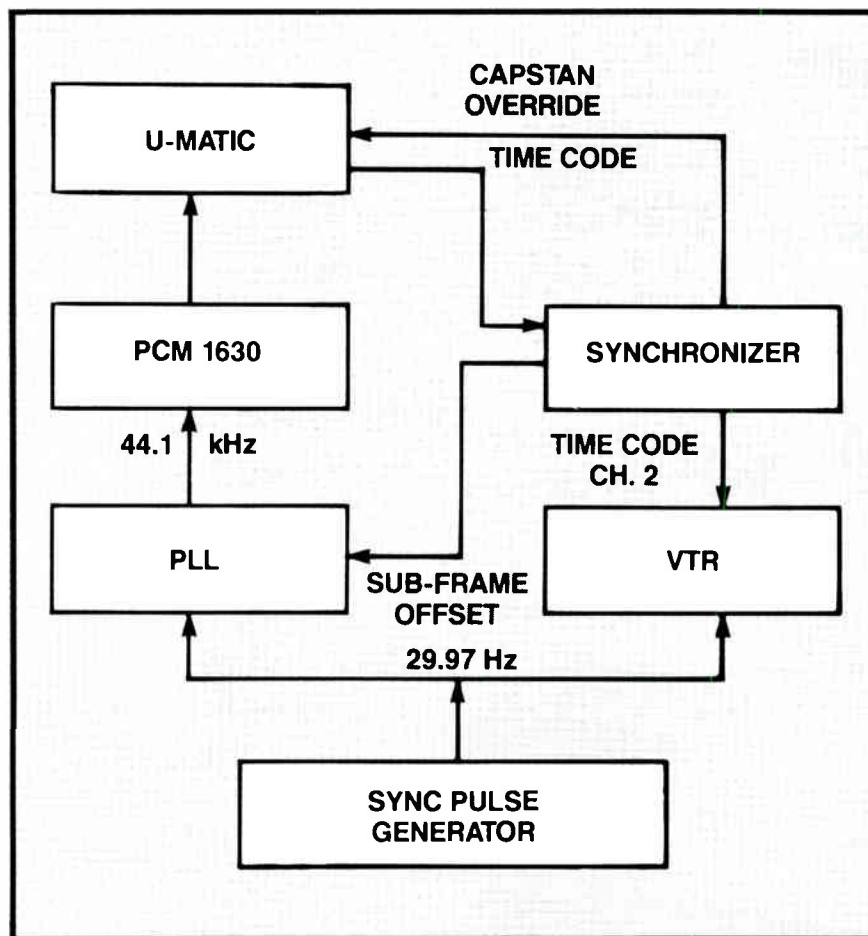 CAPSTAN
OVERRIDE
U-MATIC
TIME CODE
PCM 1630
SYNCHRONIZER
44.1 kHz
TIME CODE
CH. 2
PLL
VTR
SUB-FRAME
OFFSET
29.97 Hz
SYNC PULSE
GENERATOR